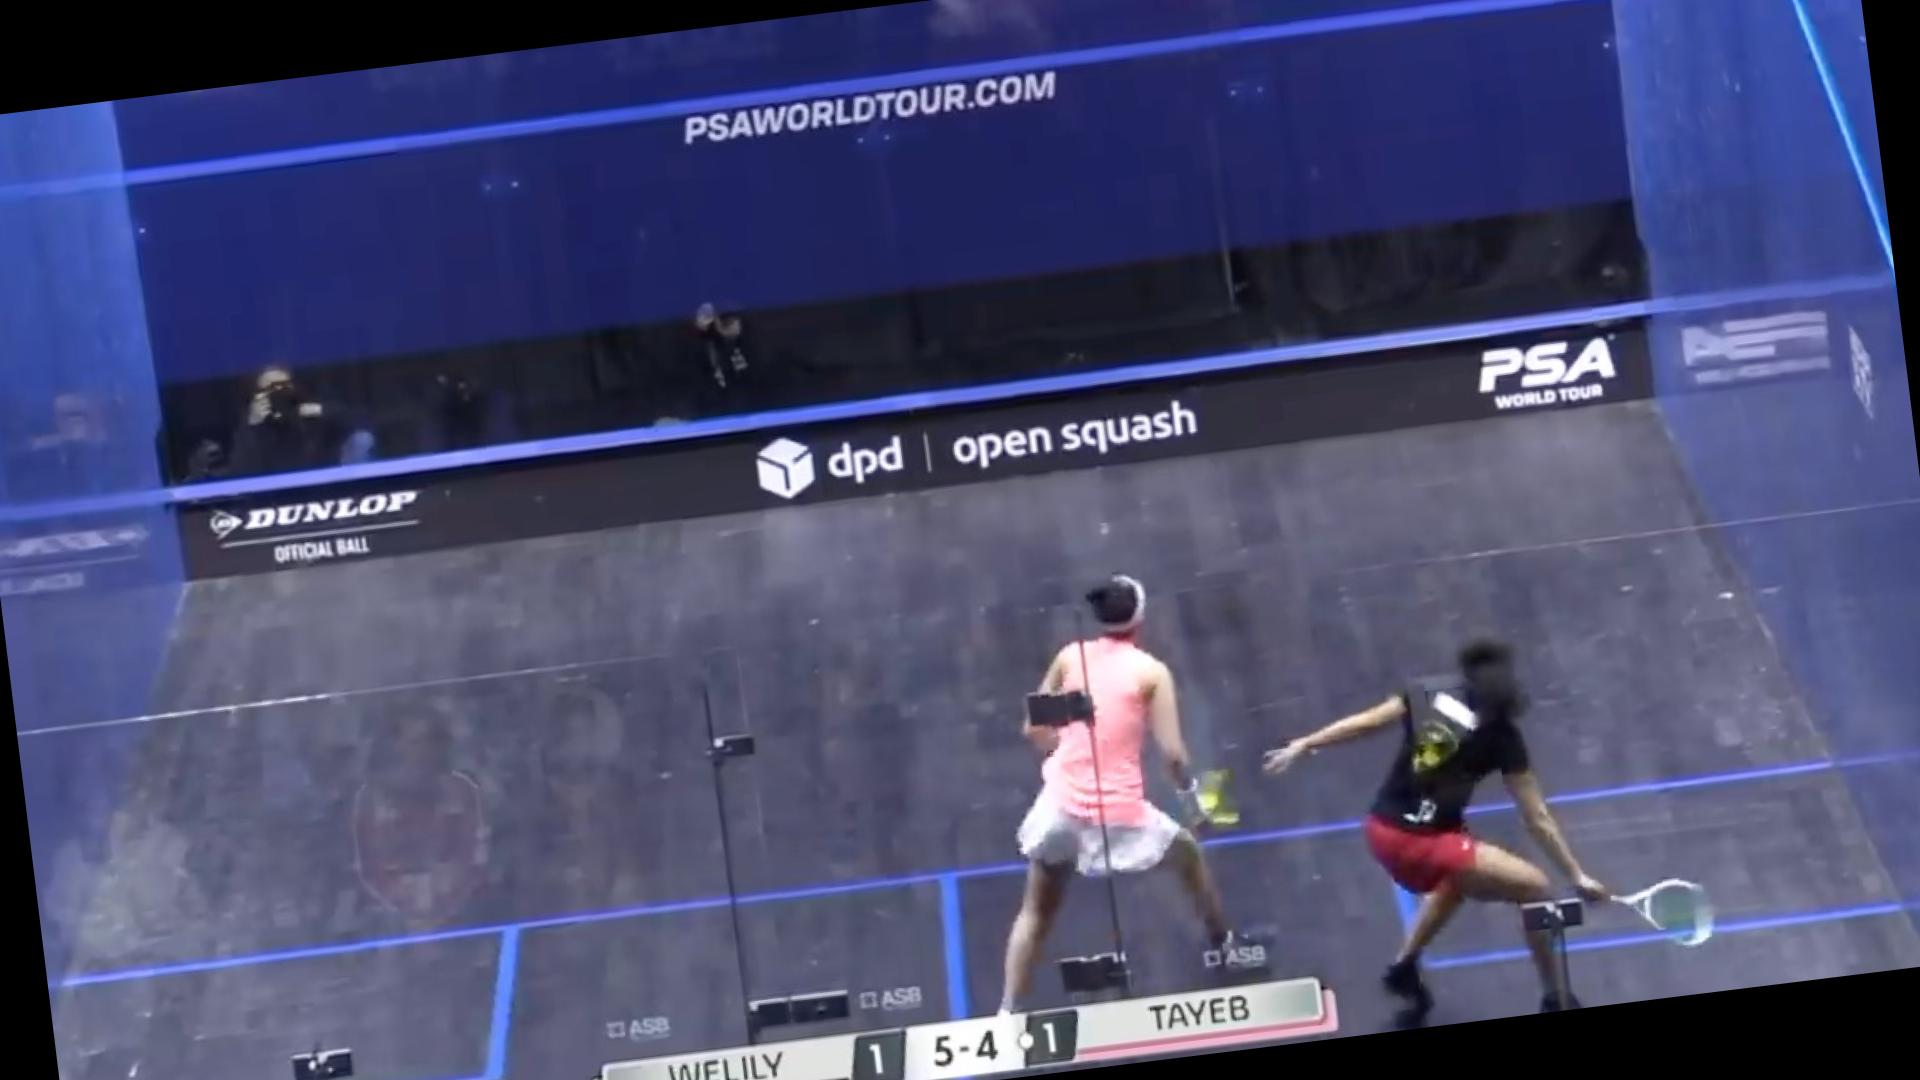 PSAWORLDTOUR.COM
PSA
WORLD TOUR
dpd | open squash
DUNLOP
OFFICIAL BALL
ASB
ASB
ASB
WELILY 1 5-4 1 TAYEB